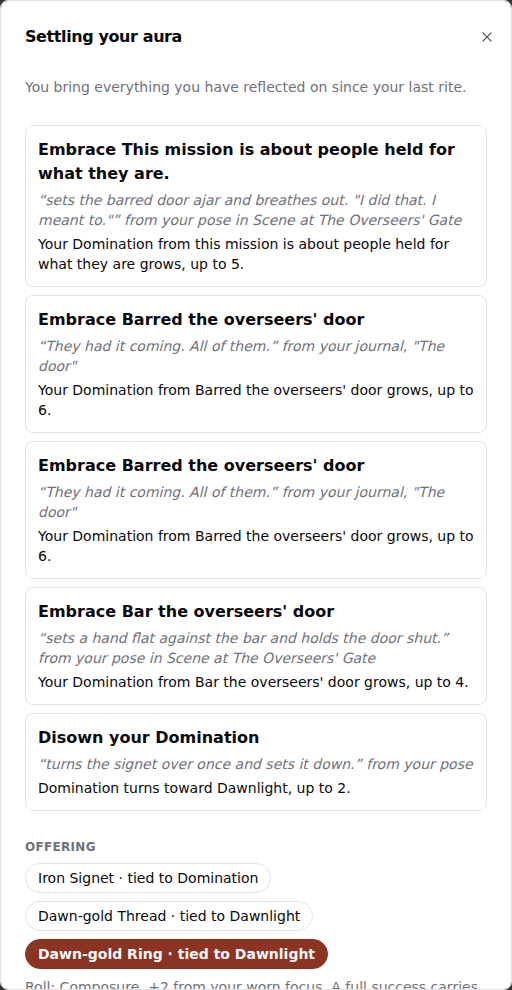 Settling your aura
You bring everything you have reflected on since your last rite.
Embrace This mission is about people held for
what they are.
“sets the barred door ajar and breathes out. "I did that. I
meant to."” from your pose in Scene at The Overseers' Gate
Your Domination from this mission is about people held for
what they are grows, up to 5.
Embrace Barred the overseers' door
“They had it coming. All of them.” from your journal, "The
door"
Your Domination from Barred the overseers' door grows, up to
6.
Embrace Barred the overseers' door
“They had it coming. All of them.” from your journal, "The
door"
Your Domination from Barred the overseers' door grows, up to
6.
Embrace Bar the overseers' door
“sets a hand flat against the bar and holds the door shut.”
from your pose in Scene at The Overseers' Gate
Your Domination from Bar the overseers' door grows, up to 4.
Disown your Domination
“turns the signet over once and sets it down.” from your pose
Domination turns toward Dawnlight, up to 2.
OFFERING
Iron Signet · tied to Domination
Dawn-gold Thread · tied to Dawnlight
Dawn-gold Ring · tied to Dawnlight
Roll: Composure, +2 from your worn focus. A full success carries